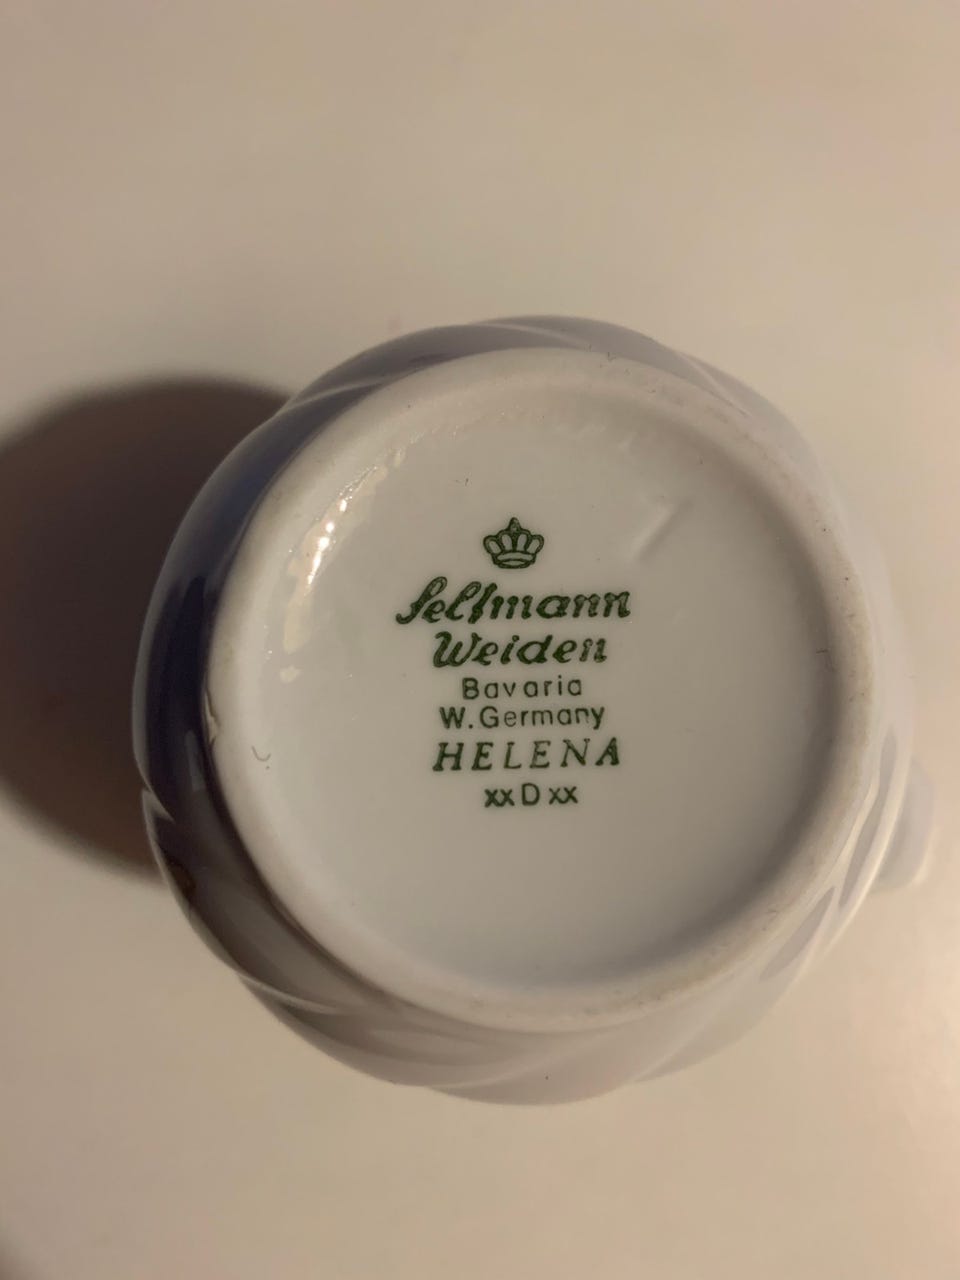 Seltmann
Weiden
Bavaria
W. Germany
HELENA
xx D xx